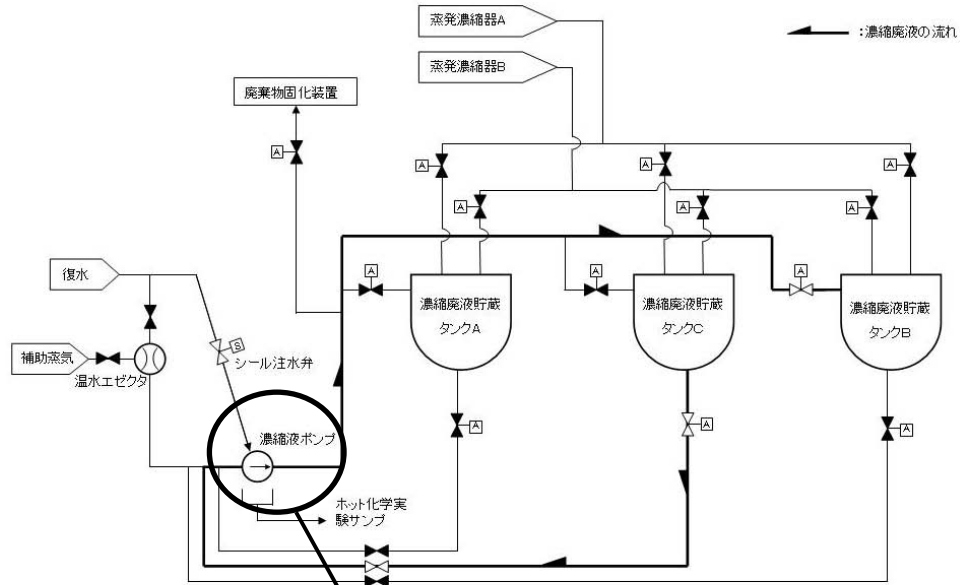 蒸発濃縮器A
:濃縮廃液の流れ
蒸発濃縮器B
廃棄物固化装置
A
A
A
A
A
A
A
復水
A
A
A
濃縮廃液貯蔵
タンクA
濃縮廃液貯蔵
タンクC
濃縮廃液貯蔵
タンクB
S
シール注水弁
補助蒸気
温水エゼクタ
A
A
A
濃縮液ポンプ
ホット化学実
験サンプ